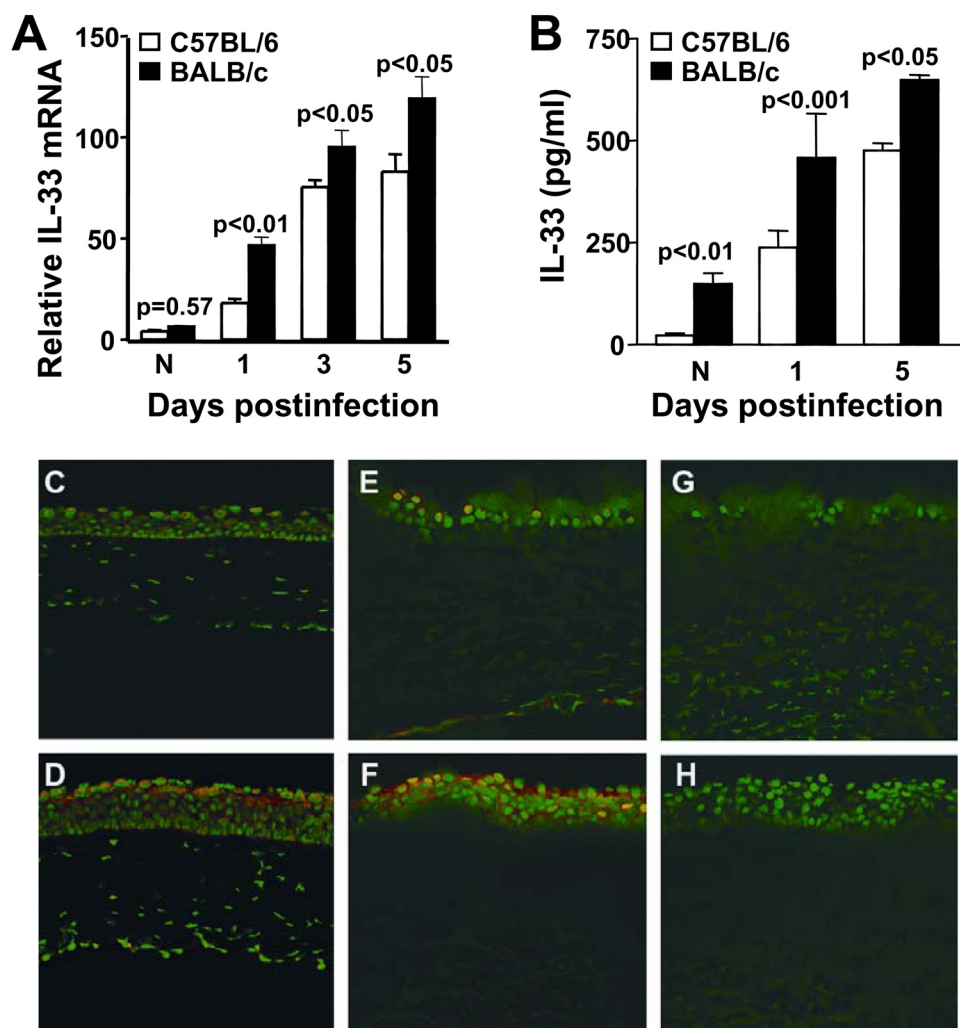 A
C57BL/6
BALB/c
Relative IL-33 mRNA
150
100
50
0
p=0.57
p<0.01
p<0.05
p<0.05
N 1 3 5
Days postinfection
B
C57BL/6
BALB/c
IL-33 (pg/ml)
750
500
250
0
p<0.01
p<0.001
p<0.05
N 1 5
Days postinfection
C
E
G
D
F
H